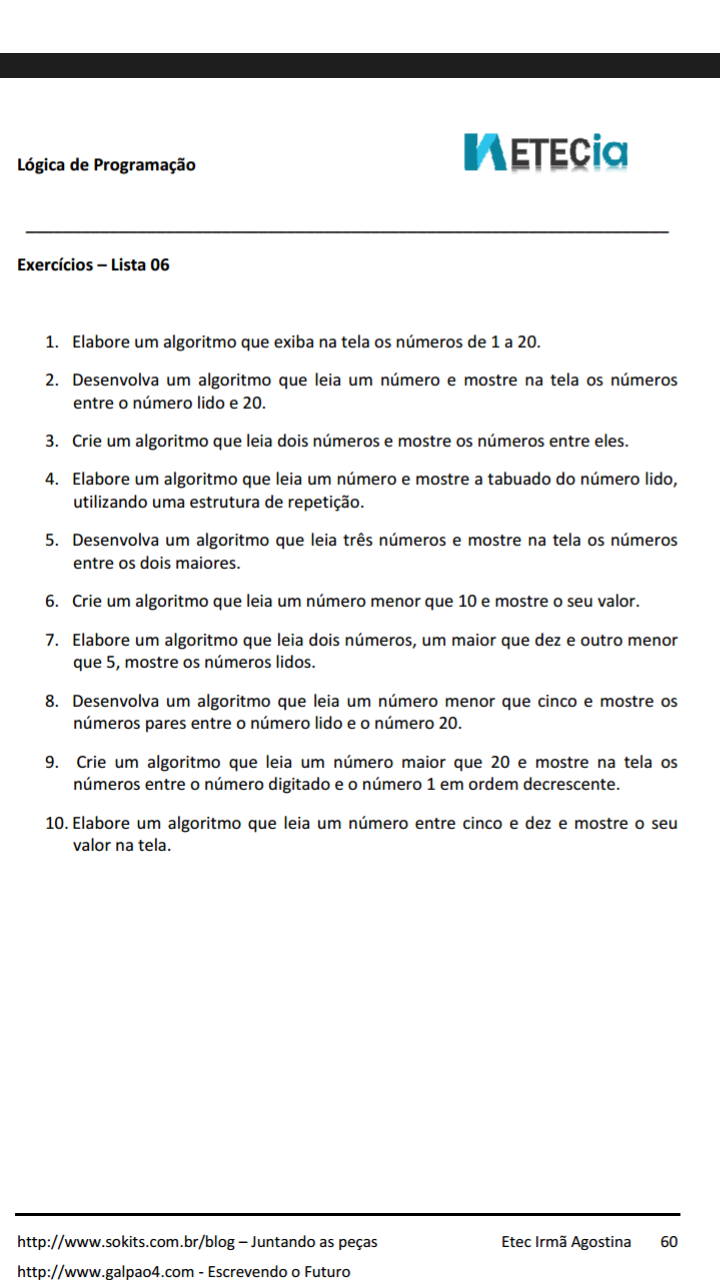 ETECia
Lógica de Programação
Exercícios – Lista 06
1. Elabore um algoritmo que exiba na tela os números de 1 a 20.
2. Desenvolva um algoritmo que leia um número e mostre na tela os números
entre o número lido e 20.
3. Crie um algoritmo que leia dois números e mostre os números entre eles.
4. Elabore um algoritmo que leia um número e mostre a tabuado do número lido,
utilizando uma estrutura de repetição.
5. Desenvolva um algoritmo que leia três números e mostre na tela os números
entre os dois maiores.
6. Crie um algoritmo que leia um número menor que 10 e mostre o seu valor.
7. Elabore um algoritmo que leia dois números, um maior que dez e outro menor
que 5, mostre os números lidos.
8. Desenvolva um algoritmo que leia um número menor que cinco e mostre os
números pares entre o número lido e o número 20.
9. Crie um algoritmo que leia um número maior que 20 e mostre na tela os
números entre o número digitado e o número 1 em ordem decrescente.
10. Elabore um algoritmo que leia um número entre cinco e dez e mostre o seu
valor na tela.
http://www.sokits.com.br/blog – Juntando as peças Etec Irmã Agostina 60
http://www.galpao4.com - Escrevendo o Futuro